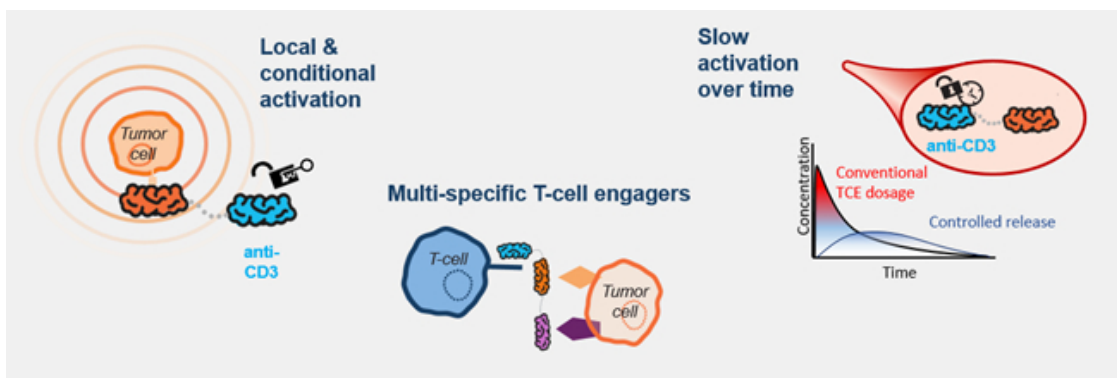 Local &
conditional
activation
Tumor
cell
anti-
CD3
Multi-specific T-cell engagers
T-cell
Tumor
cell
Slow
activation
over time
anti-CD3
Concentration
Conventional
TCE dosage
Controlled release
Time